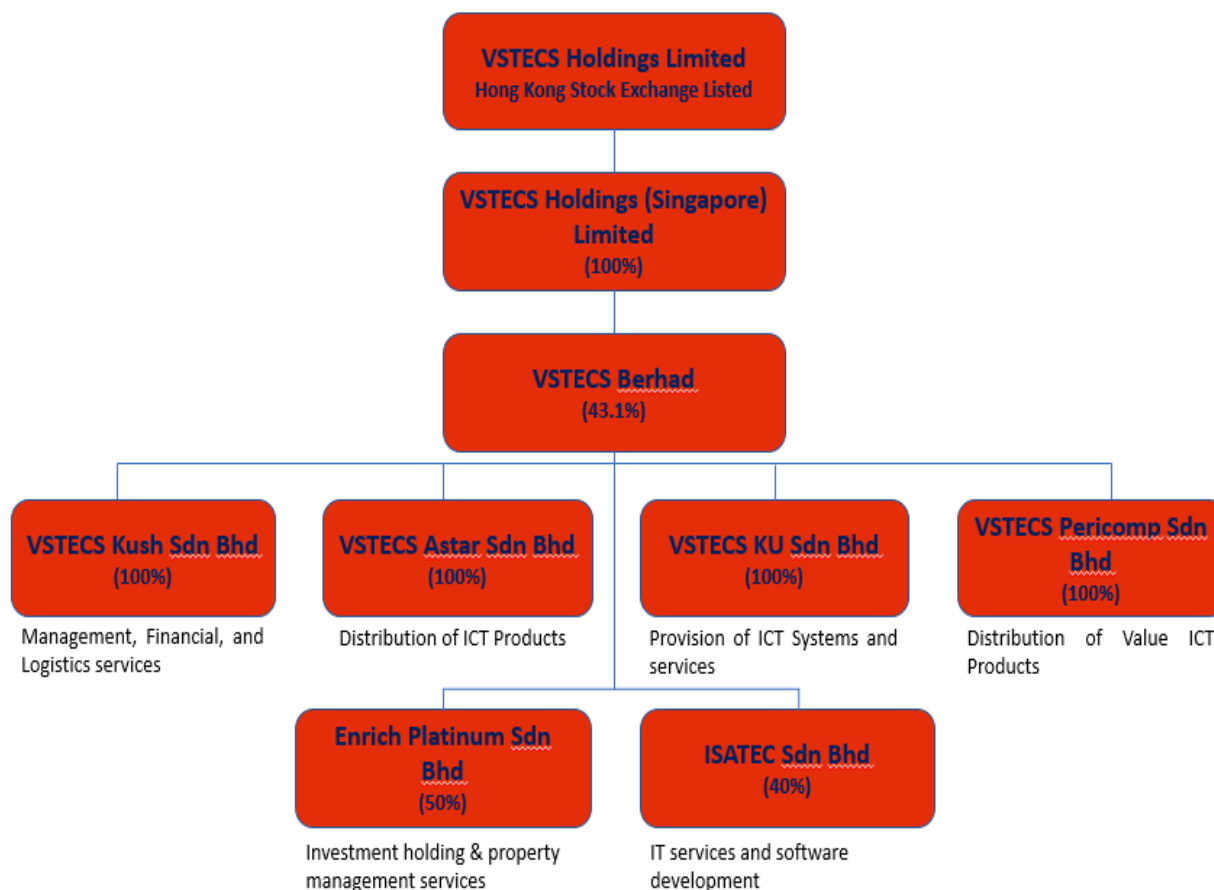 VSTECS Holdings Limited
Hong Kong Stock Exchange Listed
VSTECS Holdings (Singapore)
Limited
(100%)
VSTECS Berhad
(43.1%)
VSTECS Kush Sdn Bhd
(100%)
Management, Financial, and
Logistics services
VSTECS Astar Sdn Bhd
(100%)
Distribution of ICT Products
VSTECS KU Sdn Bhd
(100%)
Provision of ICT Systems and
services
VSTECS Pericomp Sdn
Bhd
(100%)
Distribution of Value ICT
Products
Enrich Platinum Sdn
Bhd
(50%)
Investment holding & property
management services
ISATEC Sdn Bhd
(40%)
IT services and software
development